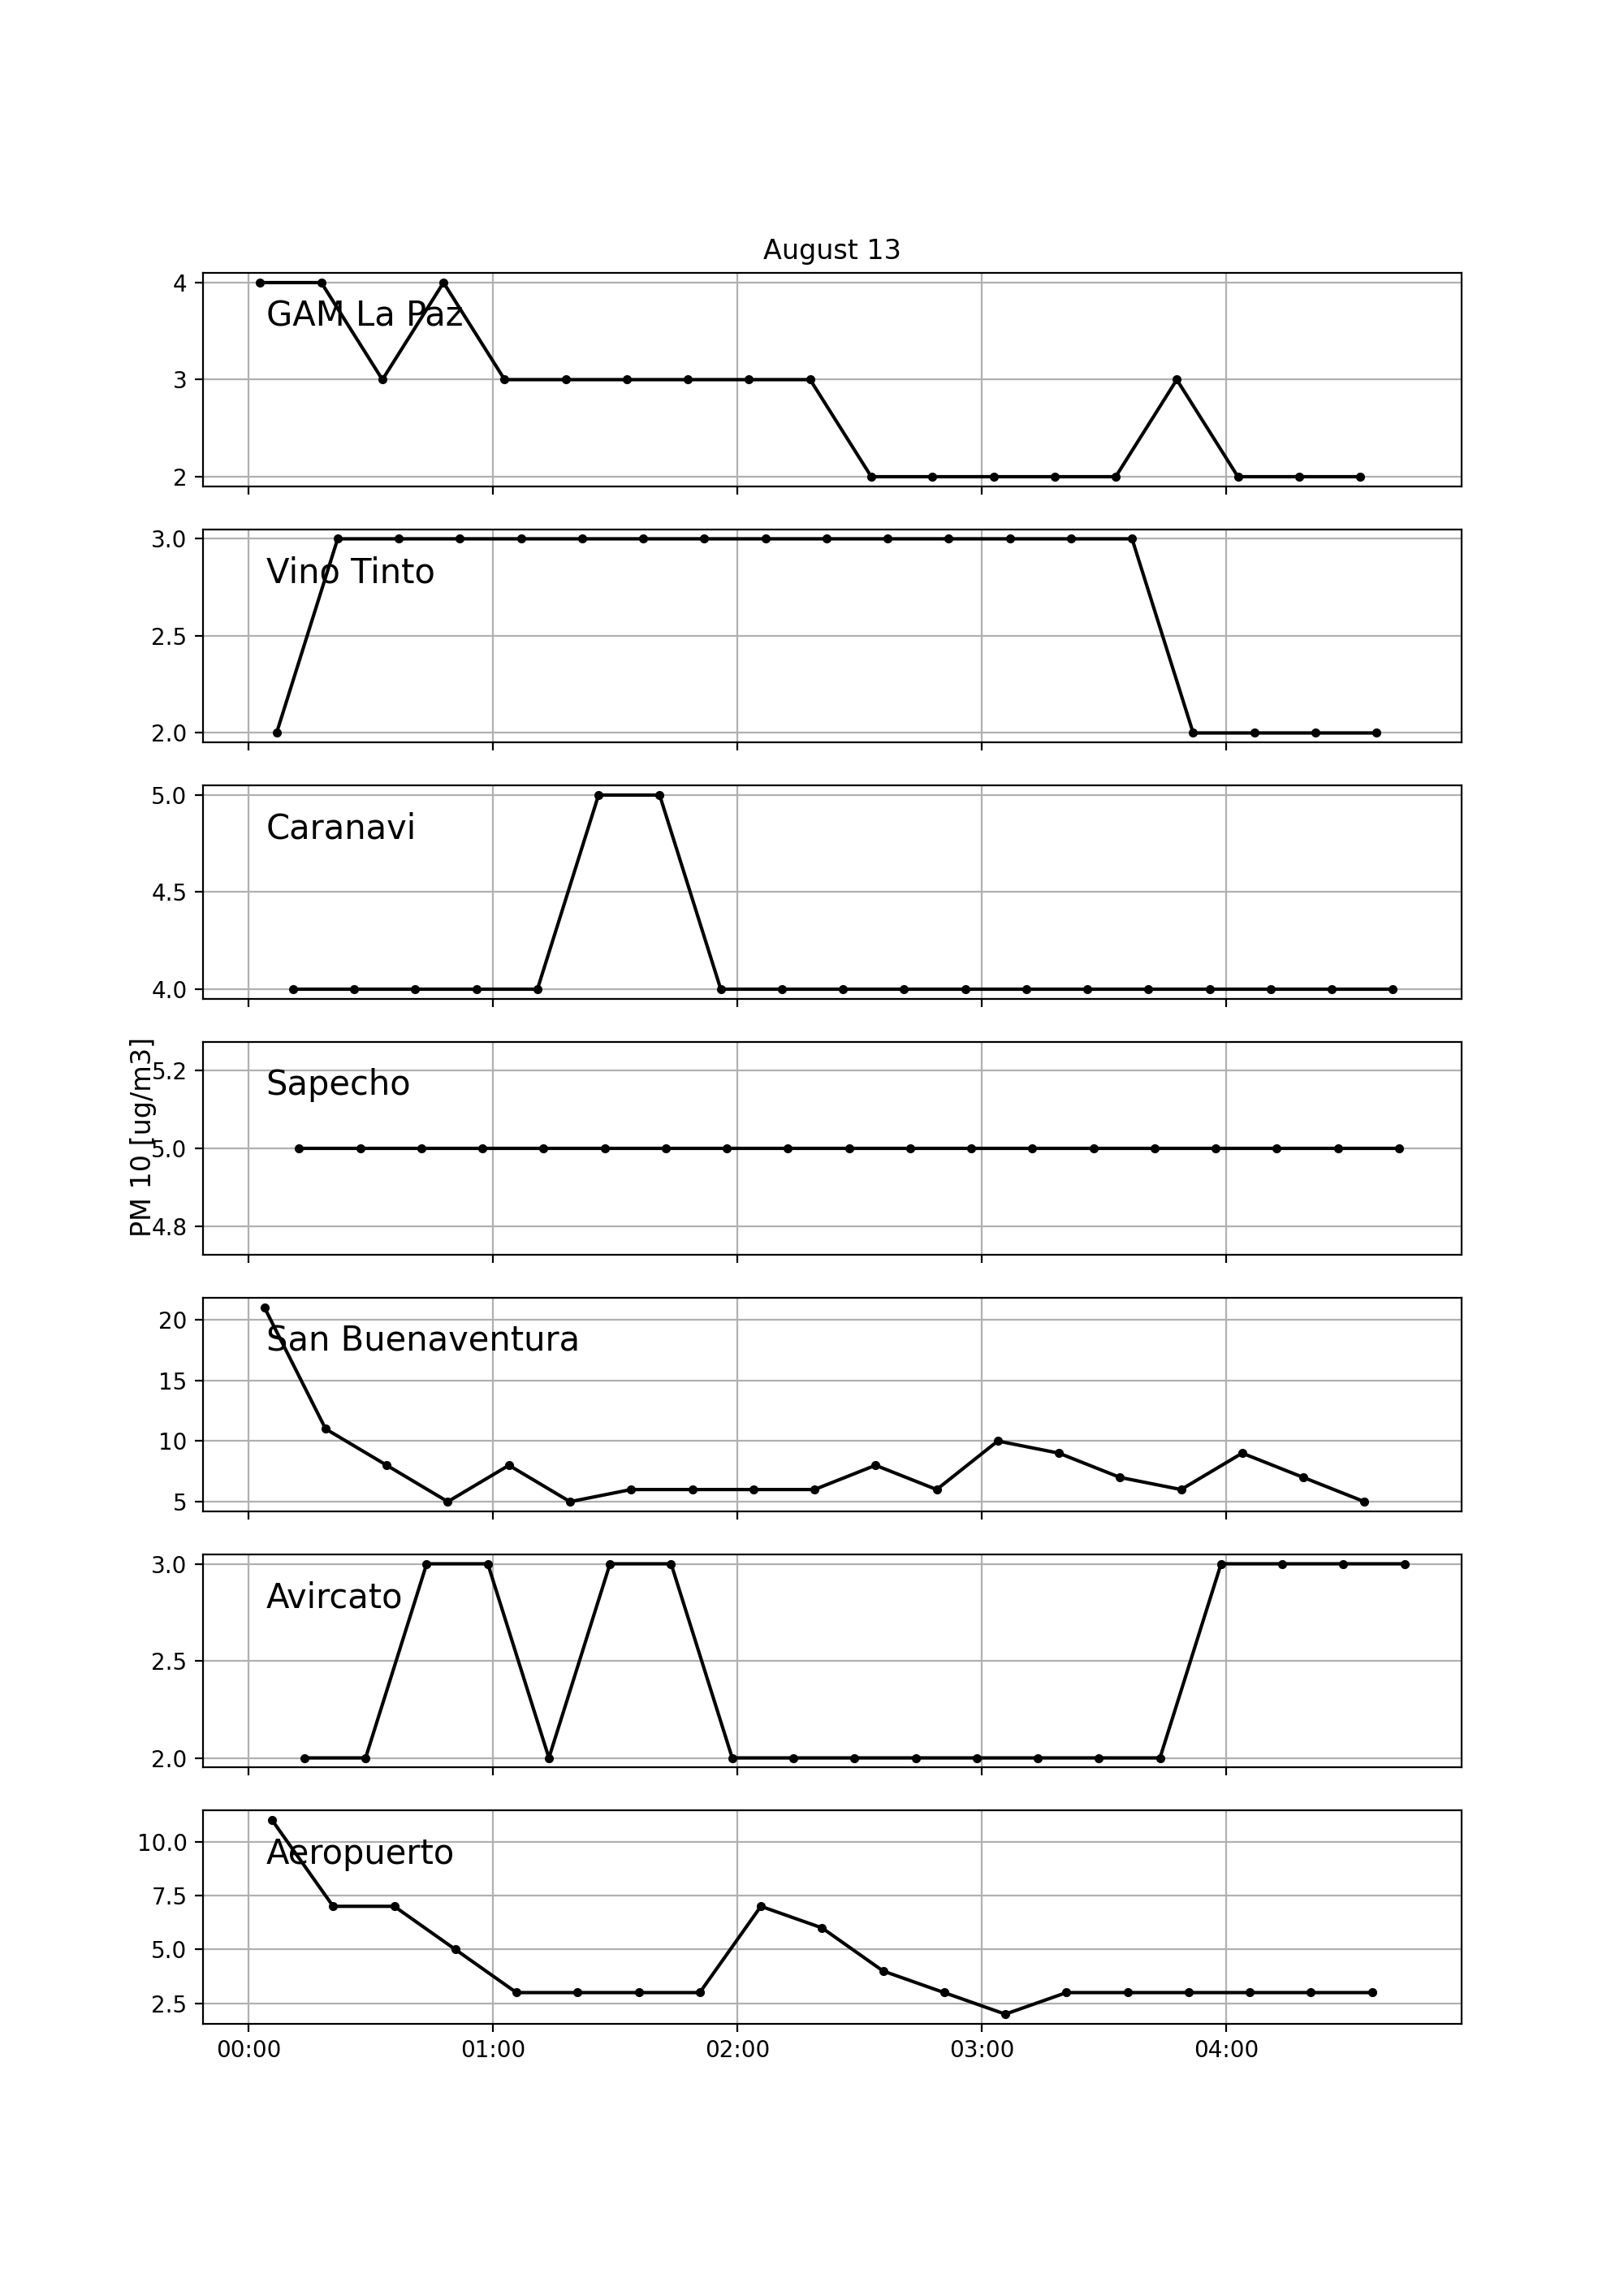 August 13
4
GAM La Paz
3
2
3.0
Vino Tinto
2.5
2.0
5.0
Caranavi
4.5
4.0
PM 10 [ug/m3]
5.2
Sapecho
5.0
4.8
20
San Buenaventura
15
10
5
3.0
Avircato
2.5
2.0
10.0
Aeropuerto
7.5
5.0
2.5
00:00 01:00 02:00 03:00 04:00